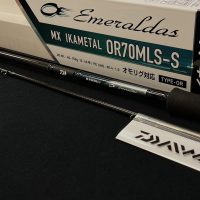 Emeraldas
MX IKAMETAL OR70MLS-S
オモリグ対応 TYPE-OR
DAIWA